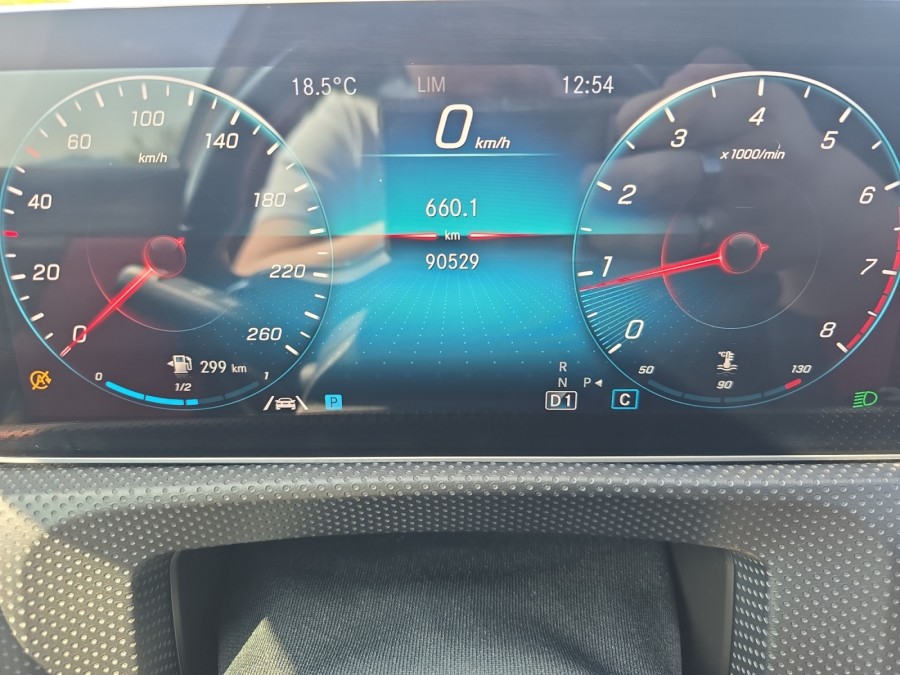 18.5°C LIM 12:54
0 km/h
660.1
km
90529
0 20 40 60 100 140 180 220 260
km/h
299 km
0 1/2 1
P
R
N P
D1
C
0 1 2 3 4 5 6 7 8
x1000/min
°C/°F
50 90 130
A